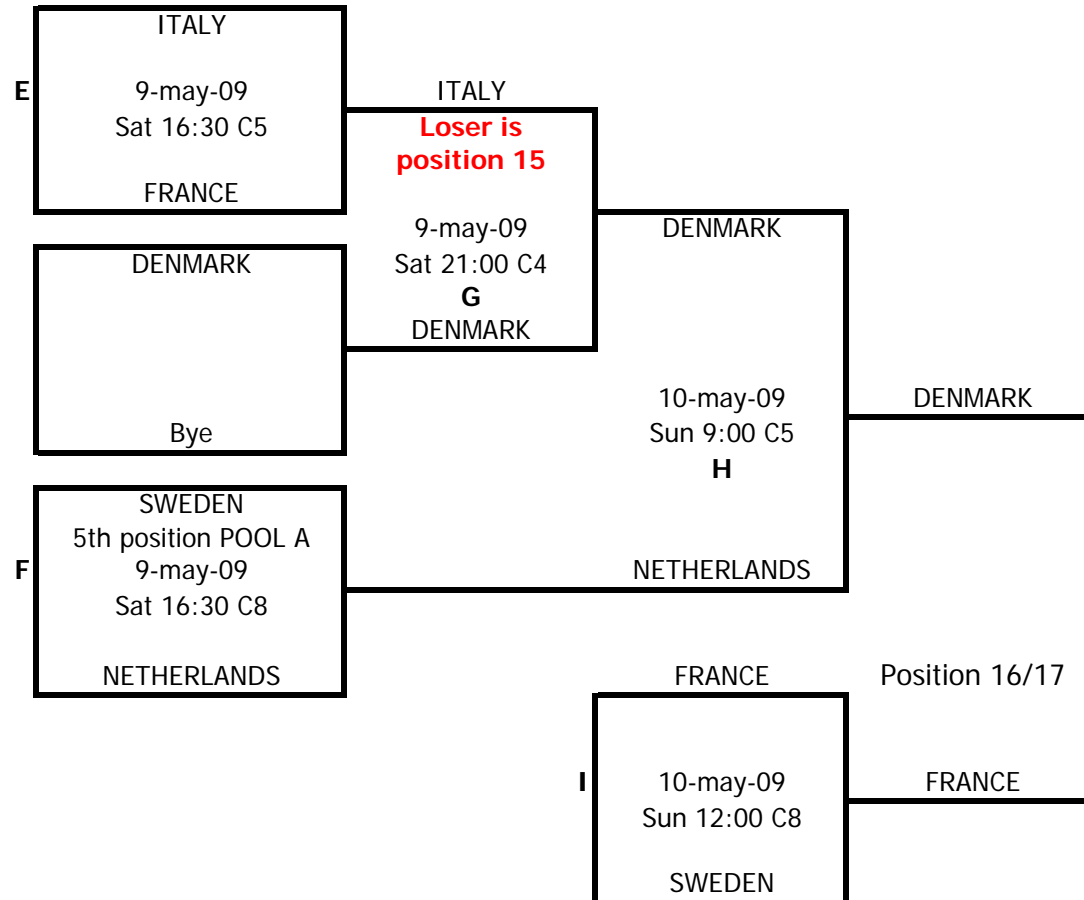 ITALY
E
9-may-09
Sat 16:30 C5
FRANCE
ITALY
Loser is
position 15
9-may-09
Sat 21:00 C4
G
DENMARK
DENMARK
Bye
DENMARK
10-may-09
Sun 9:00 C5
H
NETHERLANDS
DENMARK
SWEDEN
5th position POOL A
F
9-may-09
Sat 16:30 C8
NETHERLANDS
FRANCE
Position 16/17
I
10-may-09
Sun 12:00 C8
SWEDEN
FRANCE